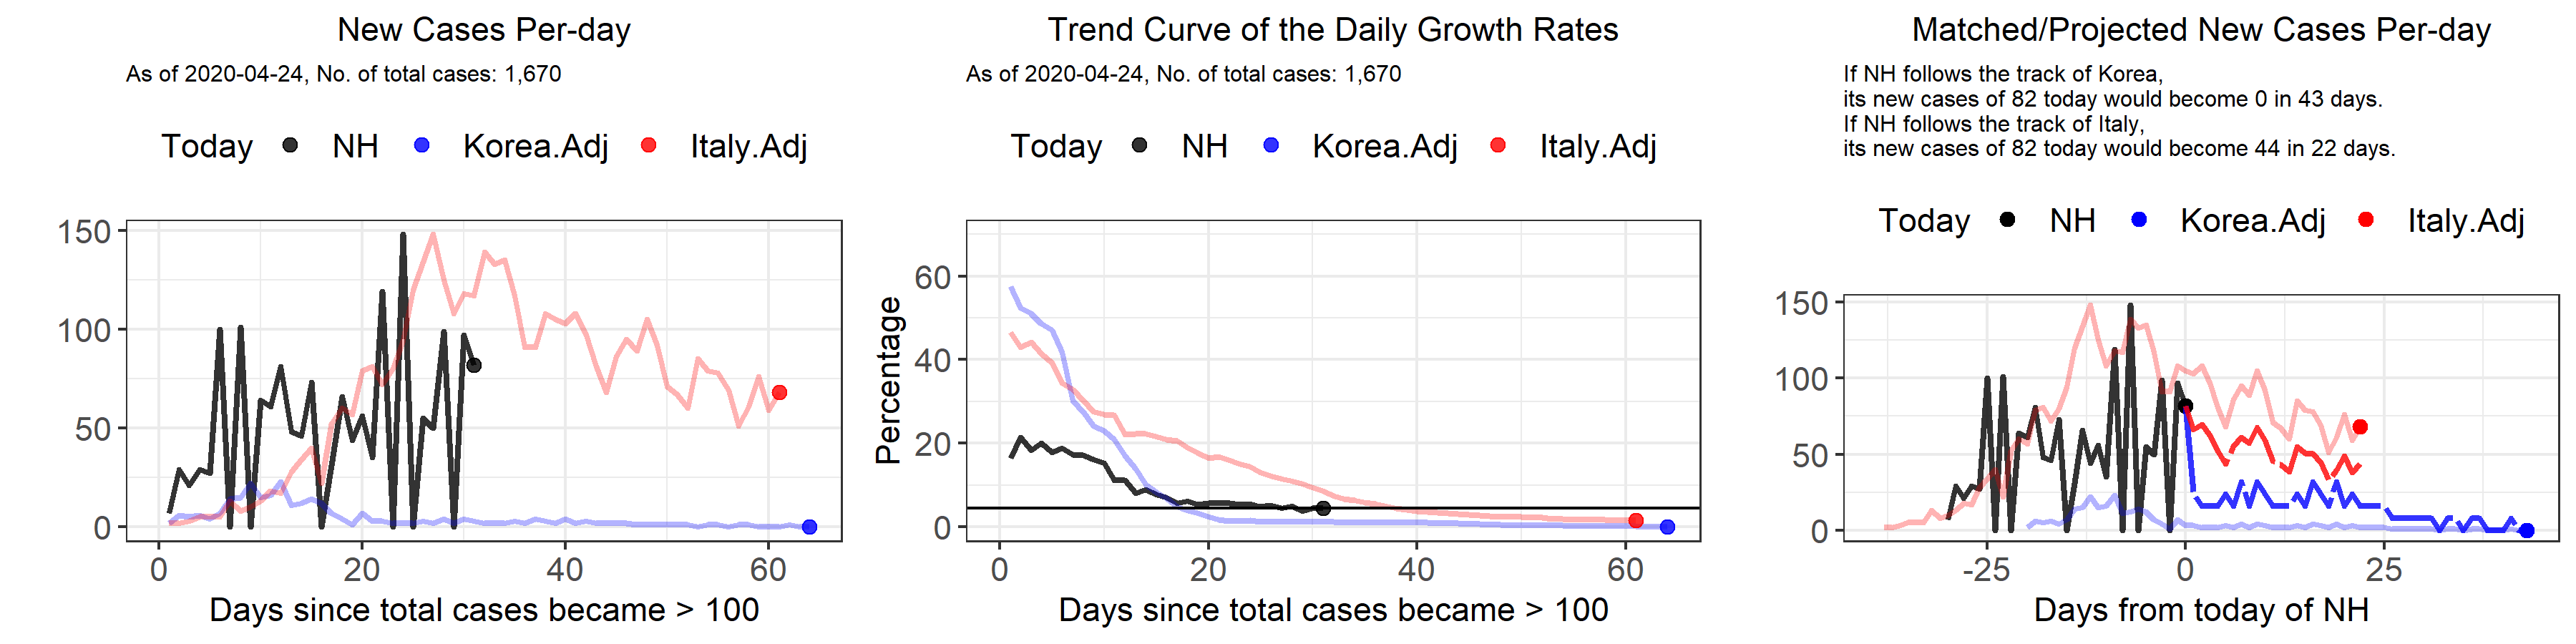 New Cases Per-day
As of 2020-04-24, No. of total cases: 1,670
Today NH Korea.Adj Italy.Adj
150
100
50
0
0 20 40 60
Days since total cases became > 100
Trend Curve of the Daily Growth Rates
As of 2020-04-24, No. of total cases: 1,670
Today NH Korea.Adj Italy.Adj
Percentage
60
40
20
0
0 20 40 60
Days since total cases became > 100
Matched/Projected New Cases Per-day
If NH follows the track of Korea,
its new cases of 82 today would become 0 in 43 days.
If NH follows the track of Italy,
its new cases of 82 today would become 44 in 22 days.
Today NH Korea.Adj Italy.Adj
150
100
50
0
-25 0 25
Days from today of NH